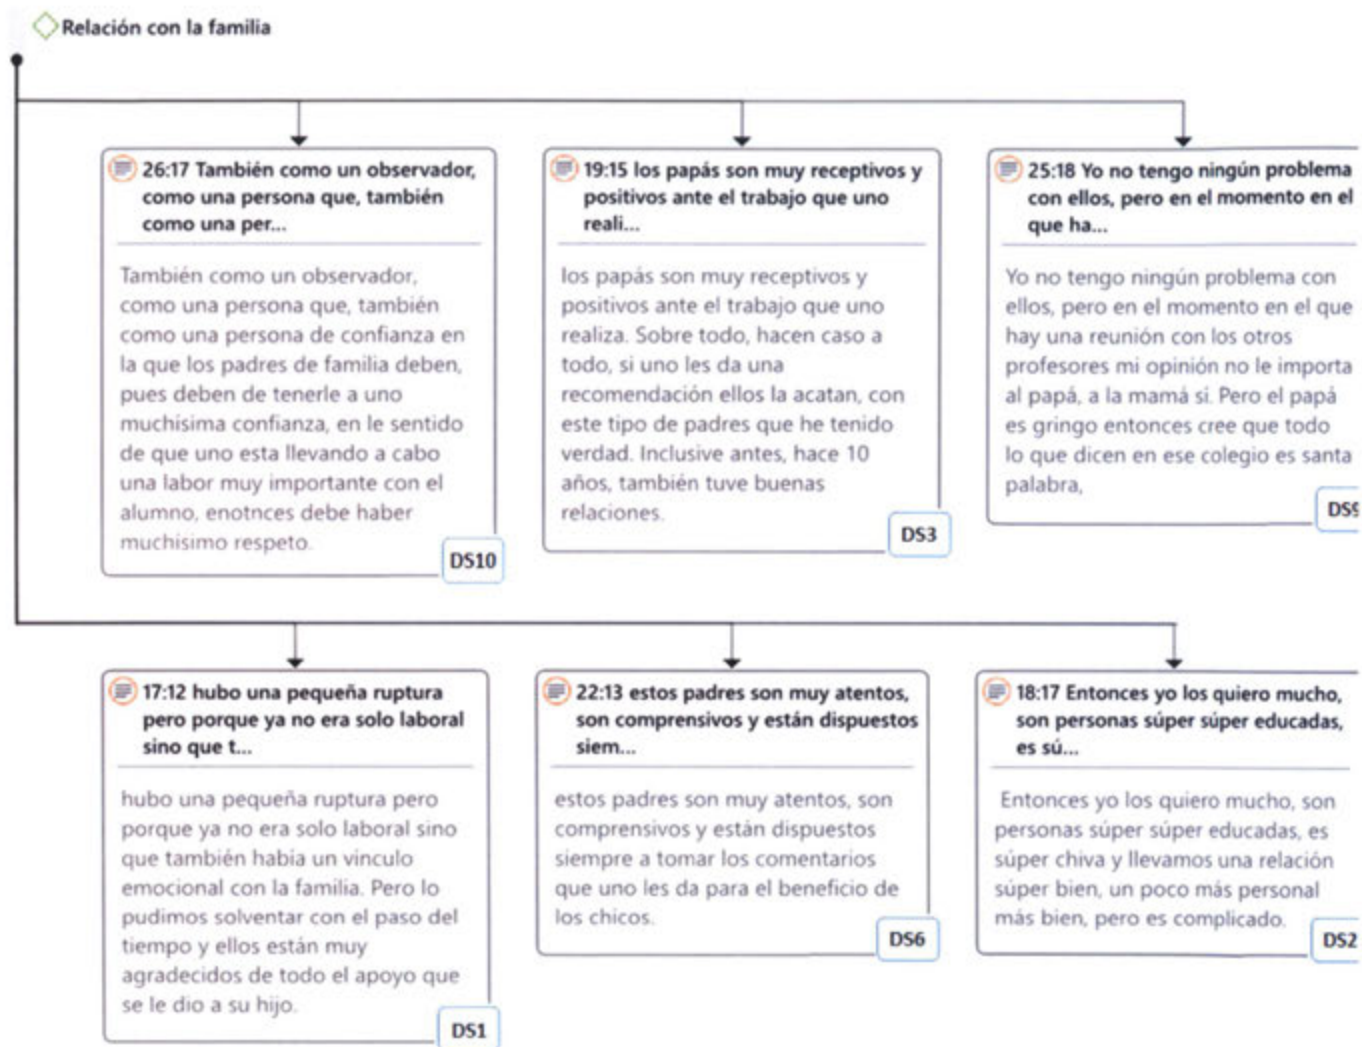 Relación con la familia
26:17 También como un observador,
como una persona que, también
como una per...
También como un observador,
como una persona que, también
como una persona de confianza en
la que los padres de familia deben,
pues deben de tenerle a uno
muchísima confianza, en le sentido
de que uno esta llevando a cabo
una labor muy importante con el
alumno, enotnces debe haber
muchísimo respeto.
DS10
19:15 los papás son muy receptivos y
positivos ante el trabajo que uno
reali...
los papás son muy receptivos y
positivos ante el trabajo que uno
realiza. Sobre todo, hacen caso a
todo, si uno les da una
recomendación ellos la acatan, con
este tipo de padres que he tenido
verdad. Inclusive antes, hace 10
años, también tuve buenas
relaciones.
DS3
25:18 Yo no tengo ningún problema
con ellos, pero en el momento en el
que ha...
Yo no tengo ningún problema con
ellos, pero en el momento en el que
hay una reunión con los otros
profesores mi opinión no le importa
al papá, a la mamá si. Pero el papá
es gringo entonces cree que todo
lo que dicen en ese colegio es santa
palabra,
17:12 hubo una pequeña ruptura
pero porque ya no era solo laboral
sino que t...
hubo una pequeña ruptura pero
porque ya no era solo laboral sino
que también había un vinculo
emocional con la familia. Pero lo
pudimos solventar con el paso del
tiempo y ellos están muy
agradecidos de todo el apoyo que
se le dio a su hijo.
DS1
22:13 estos padres son muy atentos,
son comprensivos y están dispuestos
siem...
estos padres son muy atentos, son
comprensivos y están dispuestos
siempre a tomar los comentarios
que uno les da para el beneficio de
los chicos.
DS6
18:17 Entonces yo los quiero mucho,
son personas súper súper educadas,
es sú...
Entonces yo los quiero mucho, son
personas súper súper educadas, es
súper chiva y llevamos una relación
súper bien, un poco más personal
más bien, pero es complicado.
DS2